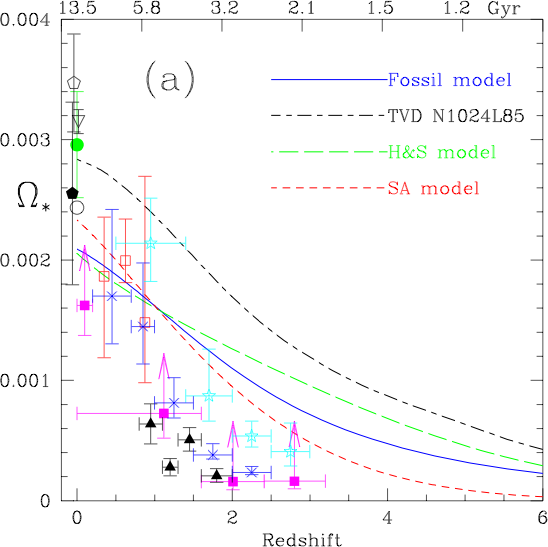 13.5 5.8 3.2 2.1 1.5 1.2 Gyr
0.004
(a)
Fossil model
TVD N1024L85
0.003
H&S model
SA model
Ω*
0.002
0.001
0
0 2 4 6
Redshift